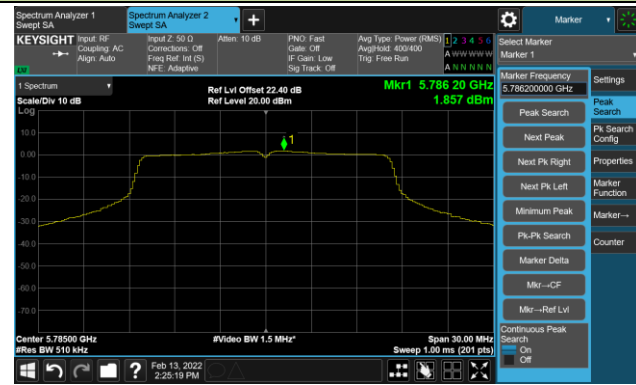 Spectrum Analyzer 1
Swept SA
Spectrum Analyzer 2
Swept SA
+
Marker
KEYSIGHT
Input: RF
Coupling: AC
Align: Auto
Input Z: 50 Ω
Corrections: Off
Freq Ref: Int (S)
NFE: Adaptive
Atten: 10 dB
PNO: Fast
Gate: Off
IF Gain: Low
Sig Track: Off
Avg Type: Power (RMS)
Avg|Hold: 400/400
Trig: Free Run
1 2 3 4 5 6
A W W W W W
A N N N N N
LXI
Select Marker
Marker 1
1 Spectrum
Scale/Div 10 dB
Log
Ref Lvl Offset 22.40 dB
Ref Level 20.00 dBm
Mkr1 5.786 20 GHz
1.857 dBm
Marker Frequency
5.786200000 GHz
Settings
Peak Search
Next Peak
Next Pk Right
Next Pk Left
Minimum Peak
Pk-Pk Search
Marker Delta
Mkr→CF
Mkr→Ref Lvl
Continuous Peak
Search
On
Off
Peak
Search
Pk Search
Config
Properties
Marker
Function
Marker→
Counter
10.0
0.00
-10.0
-20.0
-30.0
-40.0
-50.0
-60.0
-70.0
1
Center 5.78500 GHz
#Res BW 510 kHz
#Video BW 1.5 MHz*
Span 30.00 MHz
Sweep 1.00 ms (201 pts)
?
Feb 13, 2022
2:25:19 PM